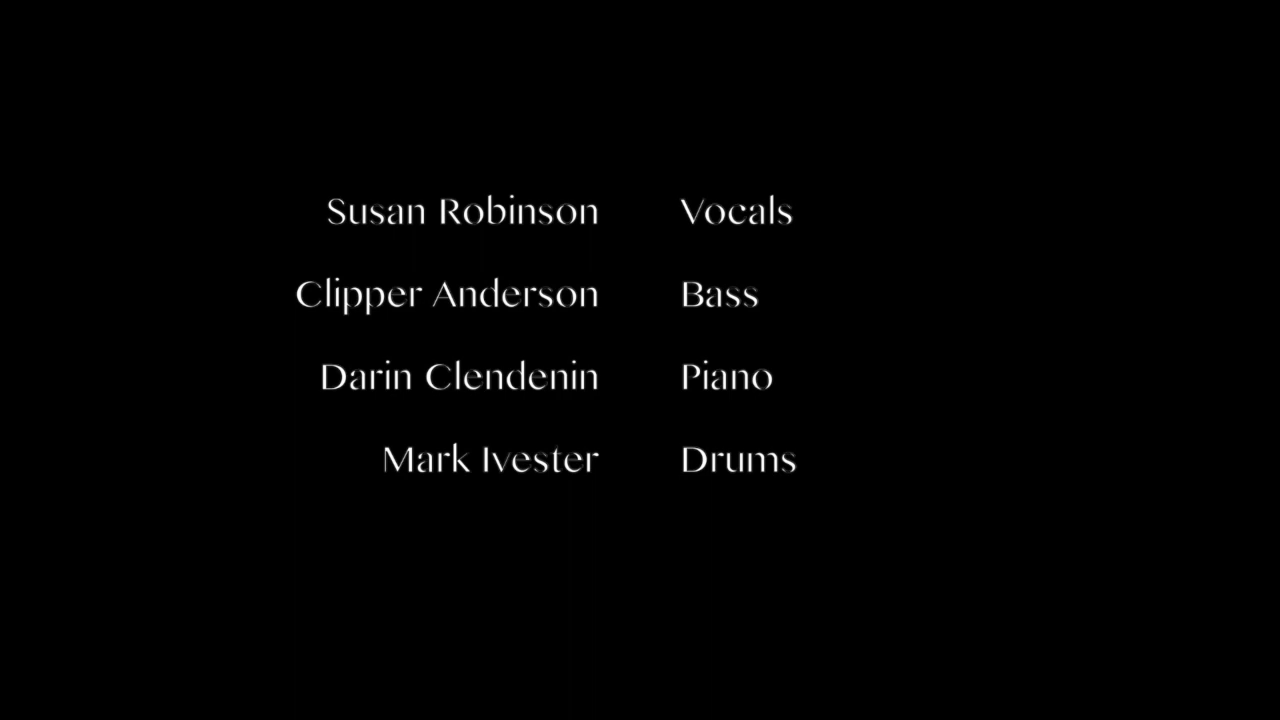 Susan Robinson Vocals
Clipper Anderson Bass
Darin Clendenin Piano
Mark Ivester Drums